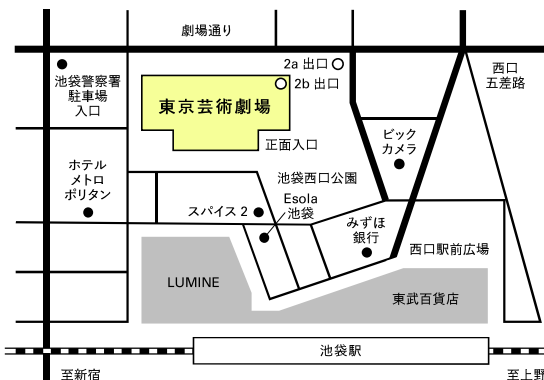 劇場通り
2a 出口
2b 出口
西口
五差路
池袋警察署
駐車場
入口
東京芸術劇場
正面入口
ビック
カメラ
ホテル
メトロ
ポリタン
池袋西口公園
スパイス 2
Esola
池袋
みずほ
銀行
西口駅前広場
LUMINE
東武百貨店
池袋駅
至新宿
至上野